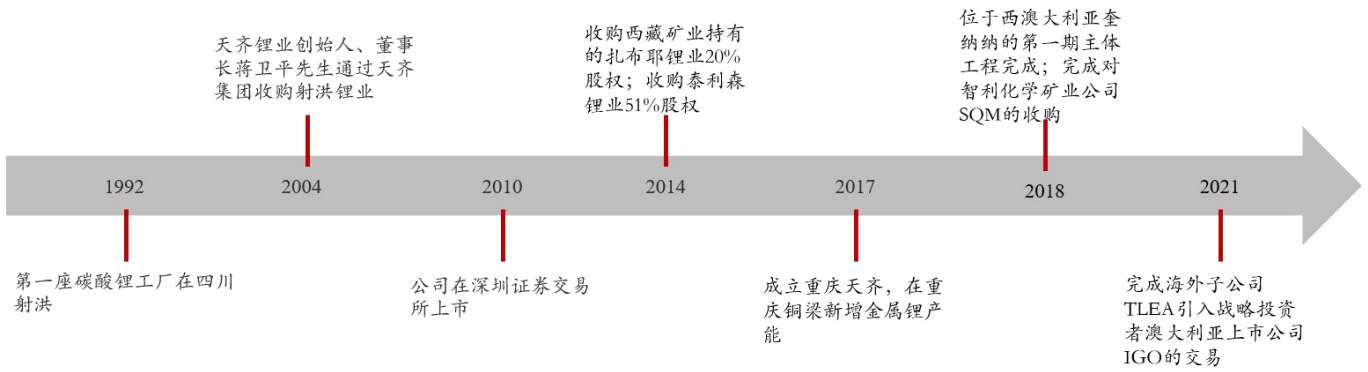 天齐锂业创始人、董事
长蒋卫平先生通过天齐
集团收购射洪锂业
收购西藏矿业持有
的扎布耶锂业20%
股权；收购泰利森
锂业51%股权
位于西澳大利亚奎
纳纳的第一期主体
工程完成；完成对
智利化学矿业公司
SQM的收购
1992
2004
2010
2014
2017
2018
2021
第一座碳酸锂工厂在四川
射洪
公司在深圳证券交易
所上市
成立重庆天齐，在重
庆铜梁新增金属锂产
能
完成海外子公司
TLEA引入战略投资
者澳大利亚上市公司
IGO的交易